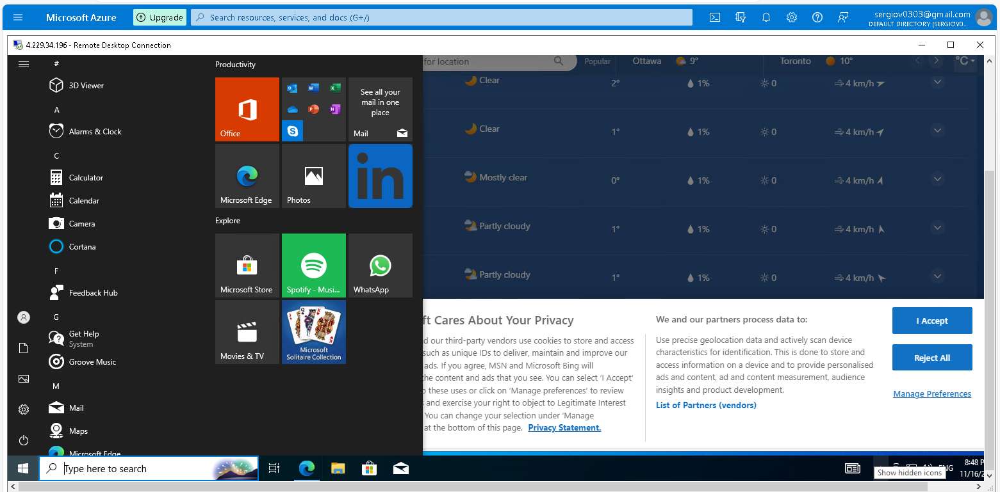 Microsoft Azure
Upgrade
Search resources, services, and docs (G+/)
sergiov0303@gmail.com
DEFAULT DIRECTORY (SERGIOV0...
4.229.34.196 - Remote Desktop Connection
#
3D Viewer
A
Alarms & Clock
C
Calculator
Calendar
Camera
Cortana
F
Feedback Hub
G
Get Help
System
Groove Music
M
Mail
Maps
Microsoft Edge
Productivity
Office
See all your
mail in one
place
Mail
Microsoft Edge
Photos
in
Explore
Microsoft Store
Spotify - Musi...
WhatsApp
Movies & TV
Microsoft
Solitaire Collection
for location
Popular
Ottawa
9°
Toronto
10°
°C
Clear 2° 1% 0 4 km/h
Clear 1° 1% 0 4 km/h
Mostly clear 0° 1% 0 4 km/h
Partly cloudy 1° 1% 0 4 km/h
Partly cloudy 1° 1% 0 4 km/h
ft Cares About Your Privacy
d our third-party vendors use cookies to store and access
such as unique IDs to deliver, maintain and improve our
ads. If you agree, MSN and Microsoft Bing will
he content and ads that you see. You can select 'I Accept'
o these uses or click on 'Manage preferences' to review
s and exercise your right to object to Legitimate Interest
You can change your selection under 'Manage
at the bottom of this page. Privacy Statement.
We and our partners process data to:
Use precise geolocation data and actively scan device
characteristics for identification. This is done to store and
access information on a device and to provide personalised
ads and content, ad and content measurement, audience
insights and product development.
List of Partners (vendors)
I Accept
Reject All
Manage Preferences
Type here to search
Show hidden icons
NG
8:48 P
11/16/2